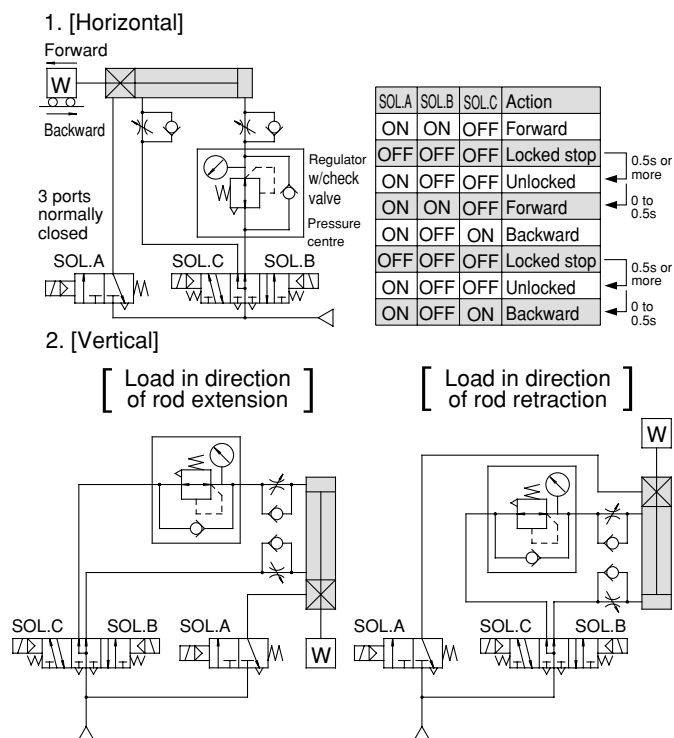 1. [Horizontal]
Forward
W
Backward
3 ports
normally
closed
Regulator
w/check
valve
Pressure
centre
SOL.A
SOL.C
SOL.B
SOL.A SOL.B SOL.C Action
ON ON OFF Forward
OFF OFF OFF Locked stop
ON OFF OFF Unlocked
ON ON OFF Forward
ON OFF ON Backward
OFF OFF OFF Locked stop
ON OFF OFF Unlocked
ON OFF ON Backward
0.5s or
more
0 to
0.5s
0.5s or
more
0 to
0.5s
2. [Vertical]
[ Load in direction
of rod extension ]
SOL.C
SOL.B
SOL.A
W
[ Load in direction
of rod retraction ]
W
SOL.A
SOL.C
SOL.B